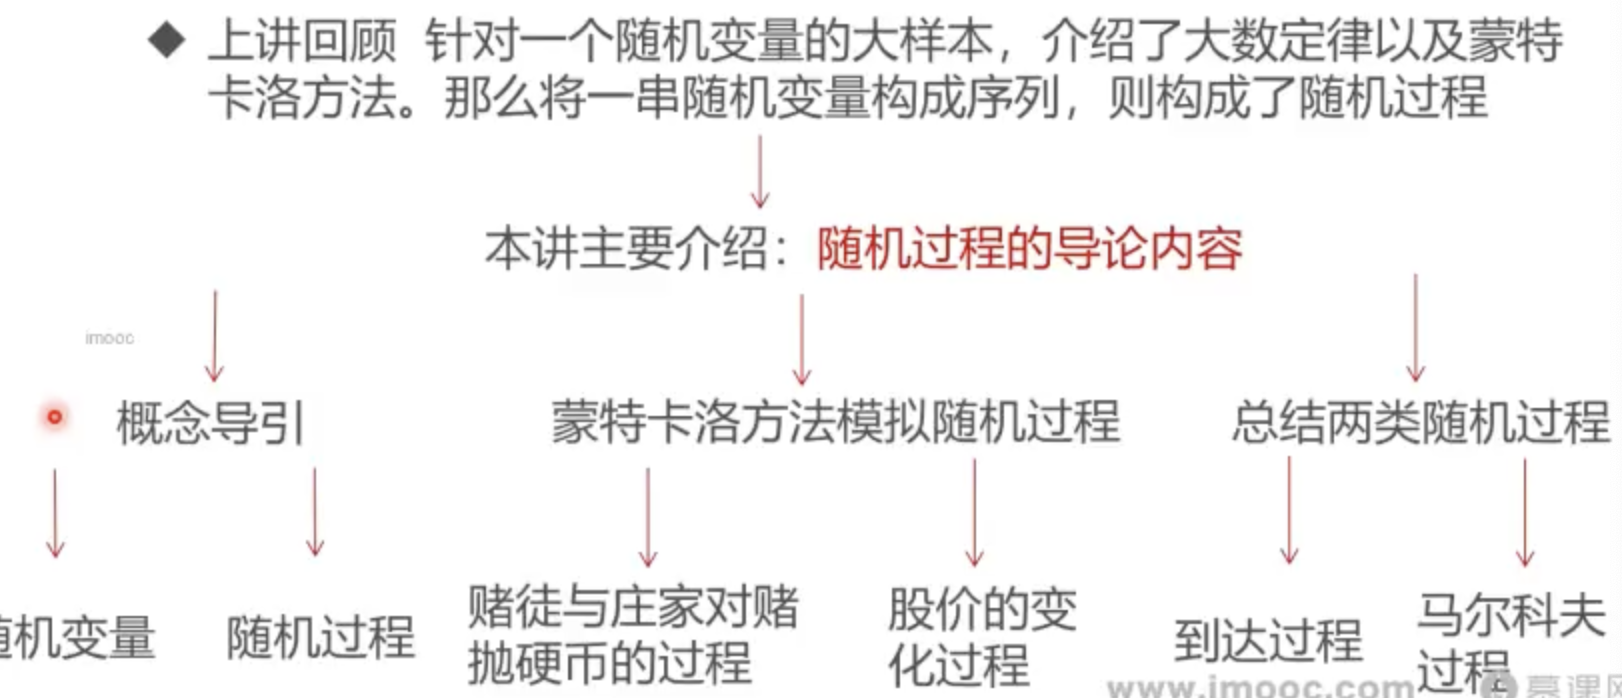 ◆ 上讲回顾 针对一个随机变量的大样本，介绍了大数定律以及蒙特
卡洛方法。那么将一串随机变量构成序列，则构成了随机过程
本讲主要介绍：随机过程的导论内容
imooc
概念导引
蒙特卡洛方法模拟随机过程
总结两类随机过程
机变量
随机过程
赌徒与庄家对赌
抛硬币的过程
股价的变
化过程
到达过程
马尔科夫
过程
www.imooc.com
慕课